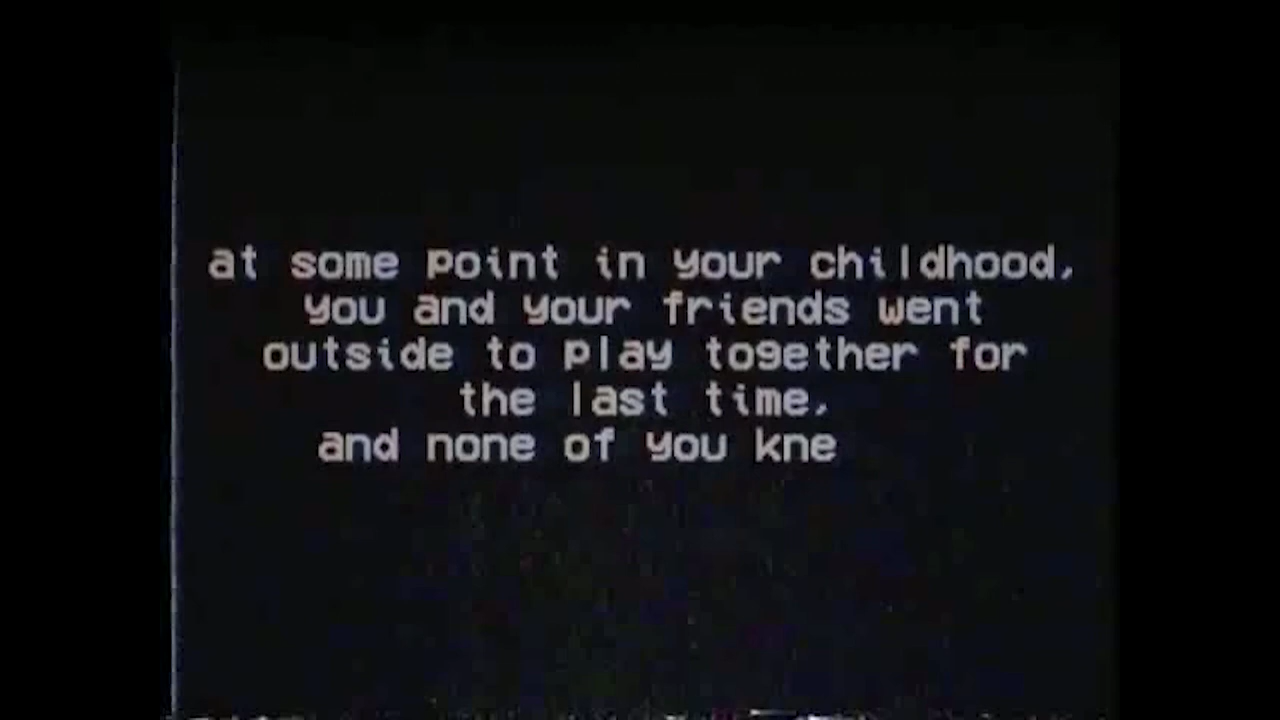 at some point in your childhood,
you and your friends went
outside to play together for
the last time,
and none of you kne